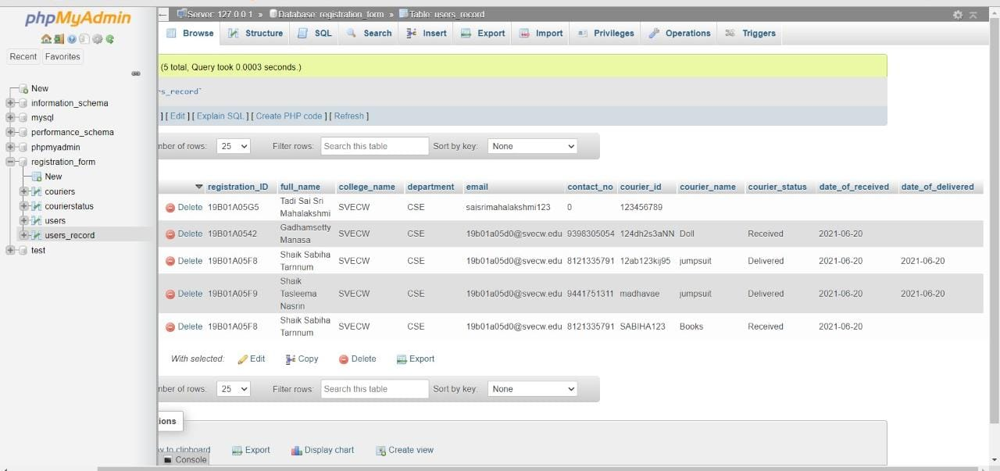 phpMyAdmin
Recent Favorites
New
information_schema
mysql
performance_schema
phpmyadmin
registration_form
New
couriers
courierstatus
users
users_record
test
Server: 127.0.0.1 » Database: registration_form » Table: users_record
Browse Structure SQL Search Insert Export Import Privileges Operations Triggers
(5 total, Query took 0.0003 seconds.)
rs_record`
] [ Edit ] [ Explain SQL ] [ Create PHP code ] [ Refresh ]
nber of rows: 25 Filter rows: Search this table Sort by key: None
registration_ID full_name college_name department email contact_no courier_id courier_name courier_status date_of_received date_of_delivered
Delete 19B01A05G5 Tadi Sai Sri Mahalakshmi SVECW CSE saisrimahalakshmi123 0 123456789
Delete 19B01A0542 Gadhamsetty Manasa SVECW CSE 19b01a05d0@svecw.edu 9398305054 124dh2s3aNN Doll Received 2021-06-20
Delete 19B01A05F8 Shaik Sabiha Tarnnum SVECW CSE 19b01a05d0@svecw.edu 8121335791 12ab123kij95 jumpsuit Delivered 2021-06-20 2021-06-20
Delete 19B01A05F9 Shaik Tasleema Nasrin SVECW CSE 19b01a05d0@svecw.edu 9441751311 madhavae jumpsuit Delivered 2021-06-20 2021-06-20
Delete 19B01A05F8 Shaik Sabiha Tarnnum SVECW CSE 19b01a05d0@svecw.edu 8121335791 SABIHA123 Books Received 2021-06-20
With selected: Edit Copy Delete Export
nber of rows: 25 Filter rows: Search this table Sort by key: None
ions
to clipboard Export Display chart Create view
Console